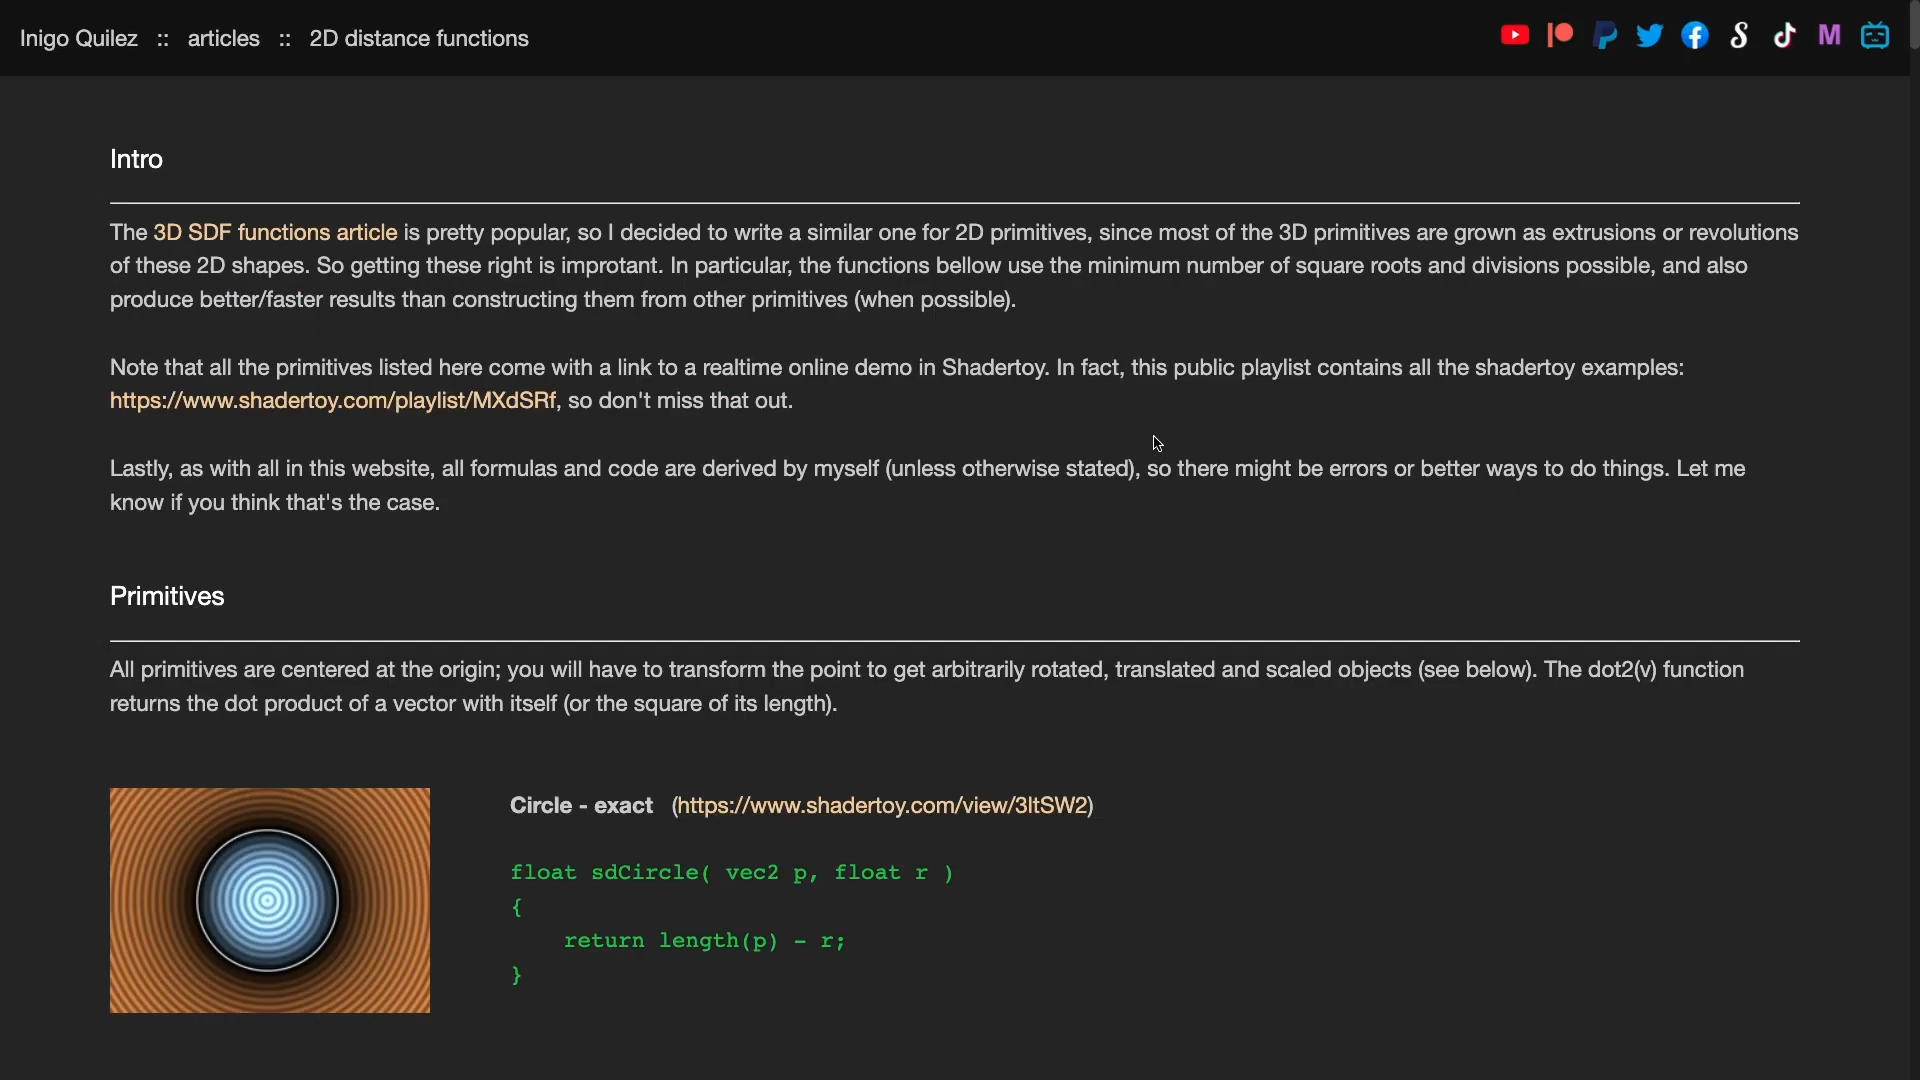 Inigo Quilez :: articles :: 2D distance functions
Intro
The 3D SDF functions article is pretty popular, so I decided to write a similar one for 2D primitives, since most of the 3D primitives are grown as extrusions or revolutions
of these 2D shapes. So getting these right is improtant. In particular, the functions bellow use the minimum number of square roots and divisions possible, and also
produce better/faster results than constructing them from other primitives (when possible).
Note that all the primitives listed here come with a link to a realtime online demo in Shadertoy. In fact, this public playlist contains all the shadertoy examples:
https://www.shadertoy.com/playlist/MXdSRf, so don't miss that out.
Lastly, as with all in this website, all formulas and code are derived by myself (unless otherwise stated), so there might be errors or better ways to do things. Let me
know if you think that's the case.
Primitives
All primitives are centered at the origin; you will have to transform the point to get arbitrarily rotated, translated and scaled objects (see below). The dot2(v) function
returns the dot product of a vector with itself (or the square of its length).
Circle - exact (https://www.shadertoy.com/view/3ltSW2)
float sdCircle( vec2 p, float r )
{
return length(p) - r;
}